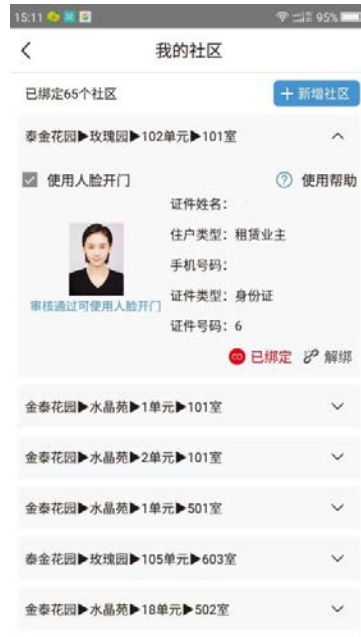 15:11 95%
我的社区
已绑定65个社区 + 新增社区
泰金花园▶玫瑰园▶102单元▶101室
使用人脸开门 ? 使用帮助
证件姓名:
住户类型: 租赁业主
手机号码:
证件类型: 身份证
审核通过可使用人脸开门
证件号码: 6
已绑定 解绑
金泰花园▶水晶苑▶1单元▶101室
金泰花园▶水晶苑▶2单元▶101室
金泰花园▶水晶苑▶1单元▶501室
泰金花园▶玫瑰园▶105单元▶603室
金泰花园▶水晶苑▶18单元▶502室